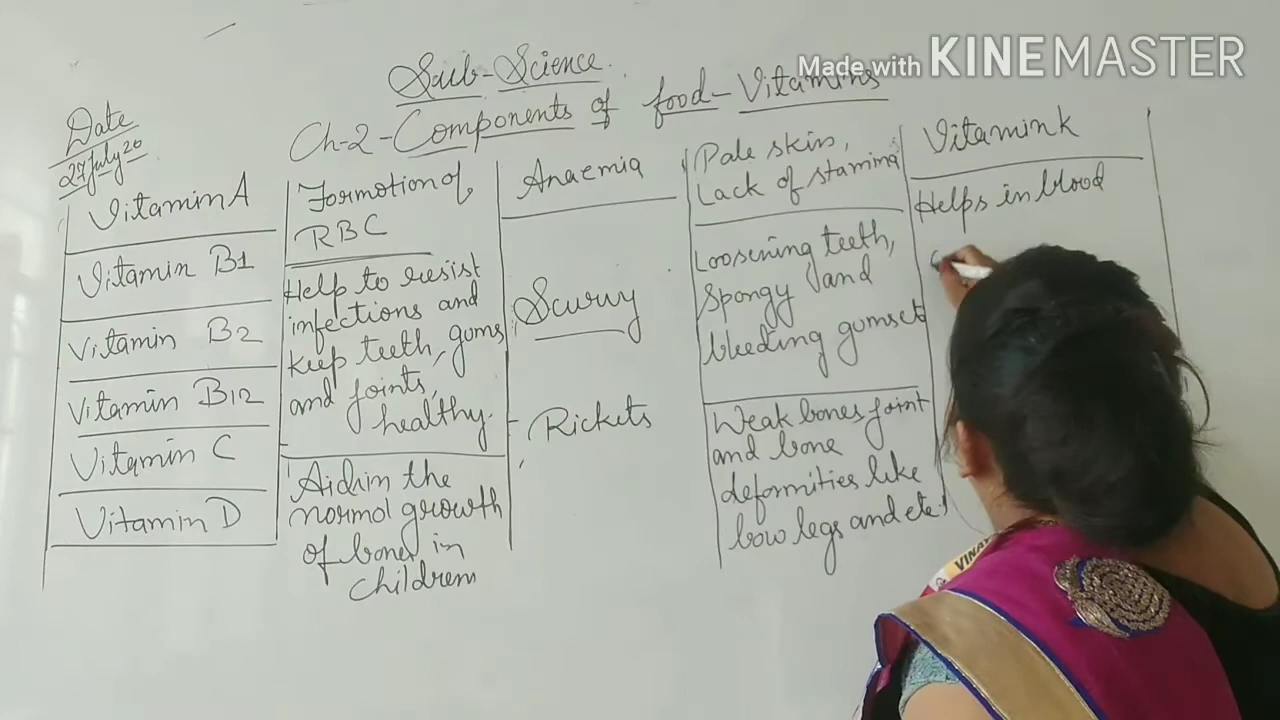 Made with KINEMASTER
Sub-Science
Ch-2-Components of food-Vitamins
Date
27 July 20
Vitamin A
Vitamin B1
Vitamin B2
Vitamin B12
Vitamin C
Vitamin D
Formation of
RBC
Help to resist
infections and
keep teeth, gums
and joints,
healthy.
Aid in the
normal growth
of bones in
children
Anaemia
Scurvy
Rickets
Pale skin,
Lack of stamina
Loosening teeth,
spongy and
bleeding gums etc
Weak bones joint
and bone
deformities like
bow legs and etc.
Vitamin K
Helps in blood